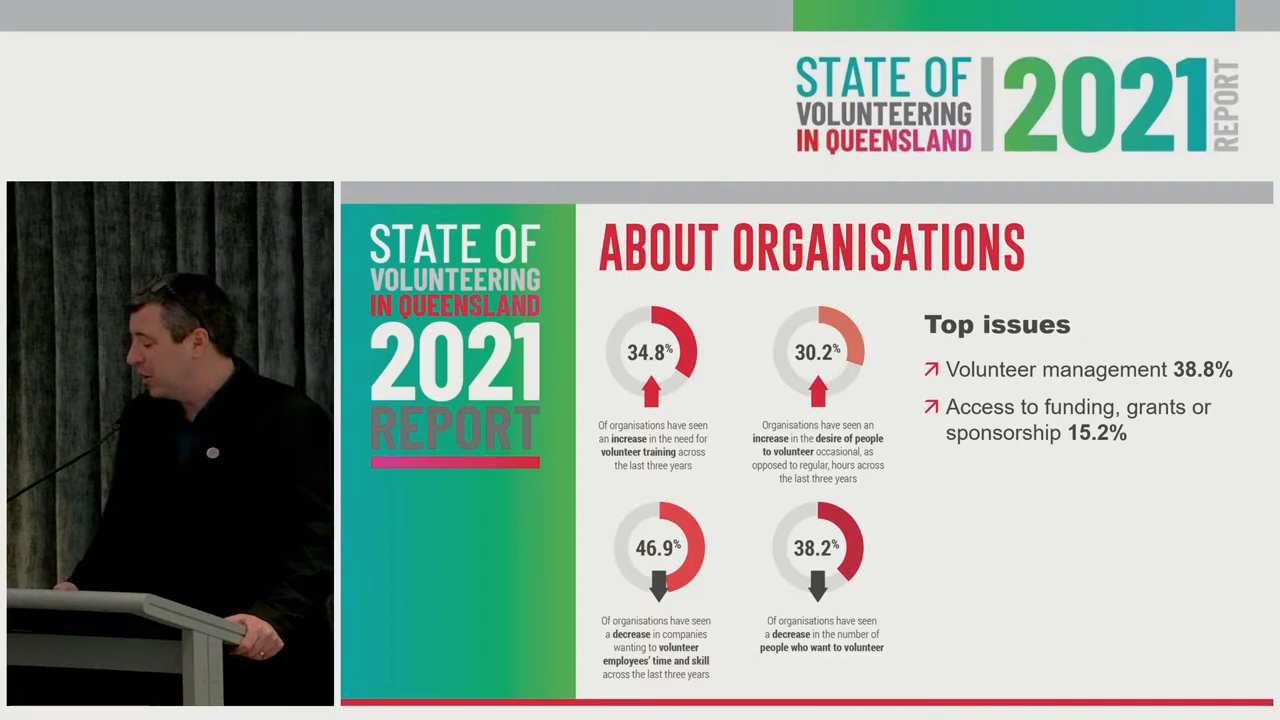 STATE OF
VOLUNTEERING
IN QUEENSLAND
2021
REPORT
STATE OF
VOLUNTEERING
IN QUEENSLAND
2021
REPORT
ABOUT ORGANISATIONS
34.8%
Of organisations have seen
an increase in the need for
volunteer training across
the last three years
30.2%
Organisations have seen an
increase in the desire of people
to volunteer occasional, as
opposed to regular, hours across
the last three years
46.9%
Of organisations have seen
a decrease in companies
wanting to volunteer
employees' time and skill
across the last three years
38.2%
Of organisations have seen
a decrease in the number of
people who want to volunteer
Top issues
Volunteer management 38.8%
Access to funding, grants or
sponsorship 15.2%